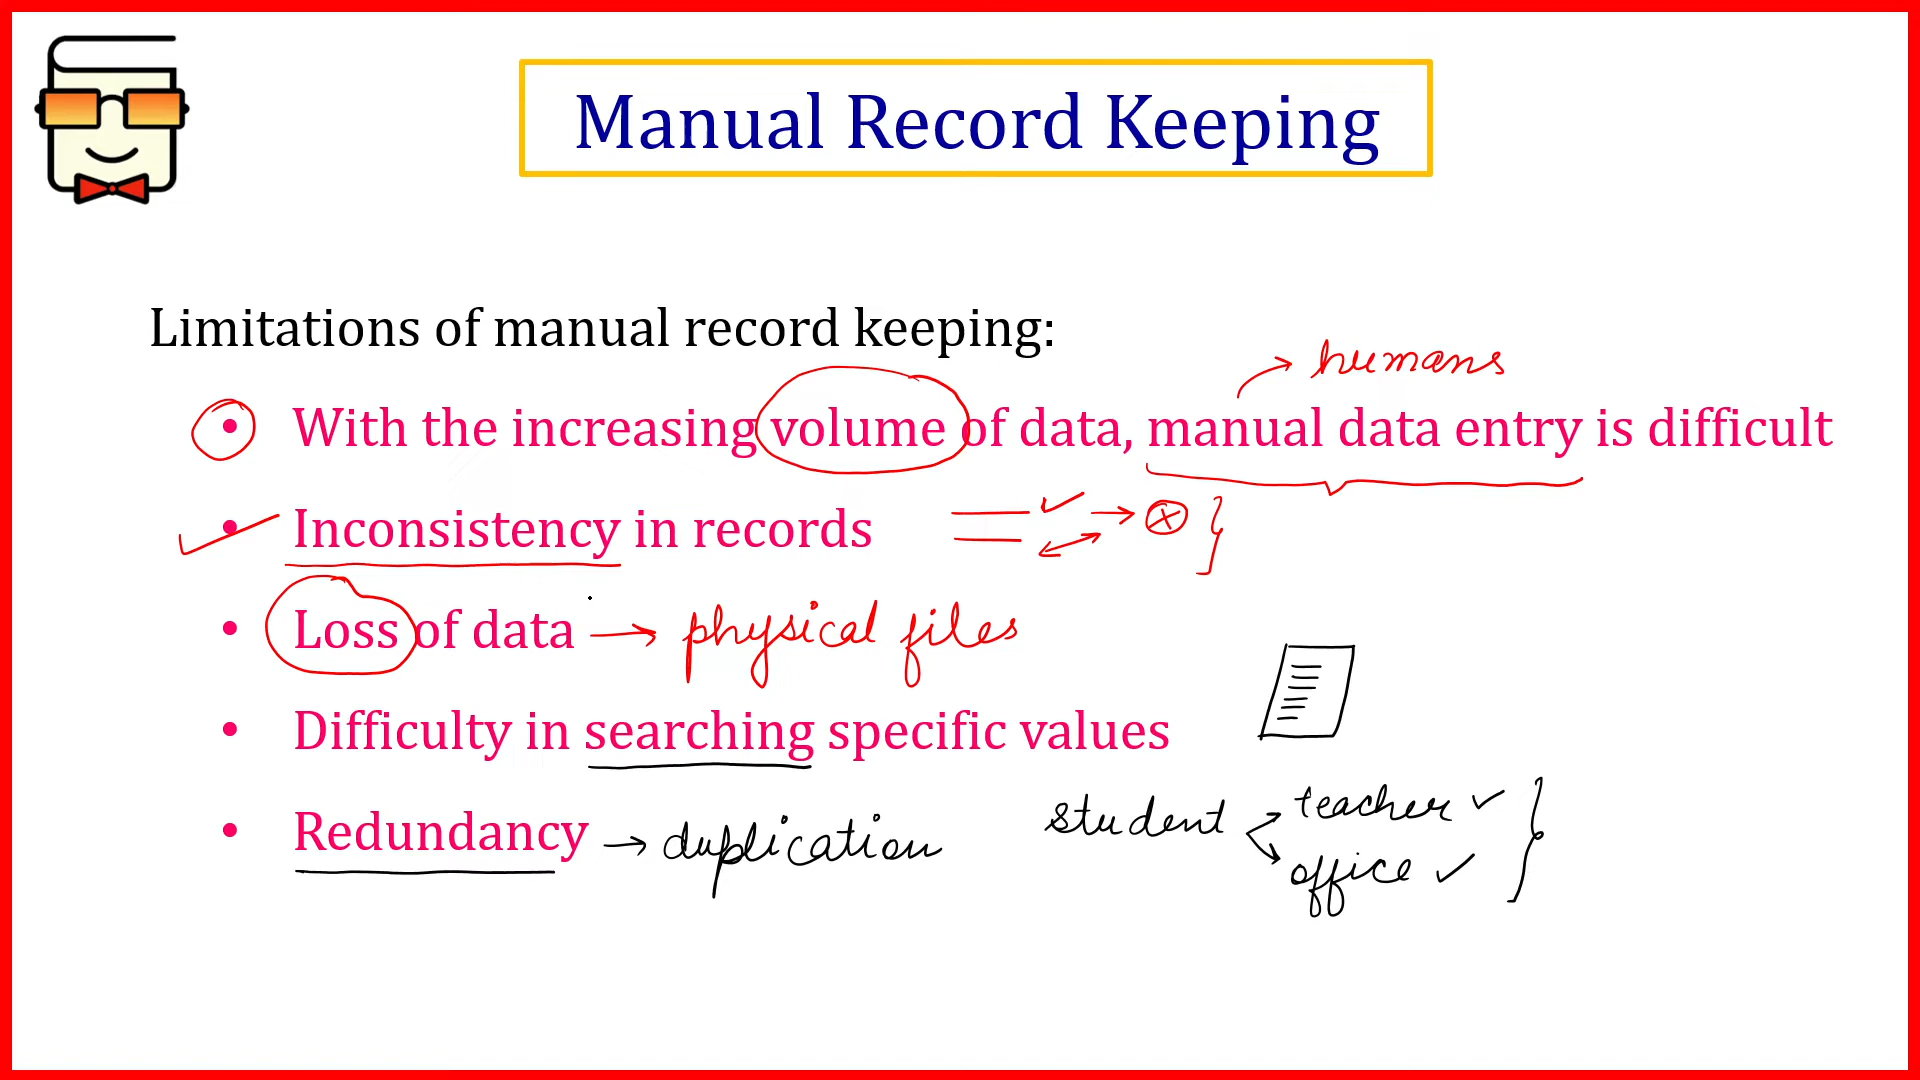 Manual Record Keeping
Limitations of manual record keeping:
humans
• With the increasing volume of data, manual data entry is difficult
• Inconsistency in records
• Loss of data → physical files
• Difficulty in searching specific values
• Redundancy → duplication
student
teacher ✓
office ✓